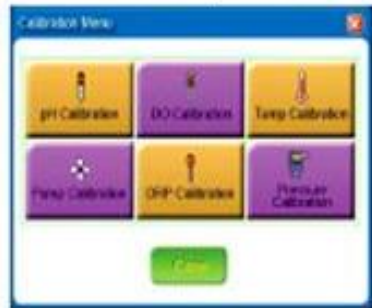 Calibration Menu
pH Calibration
DO Calibration
Temp Calibration
Pump Calibration
ORP Calibration
Pressure
Calibration